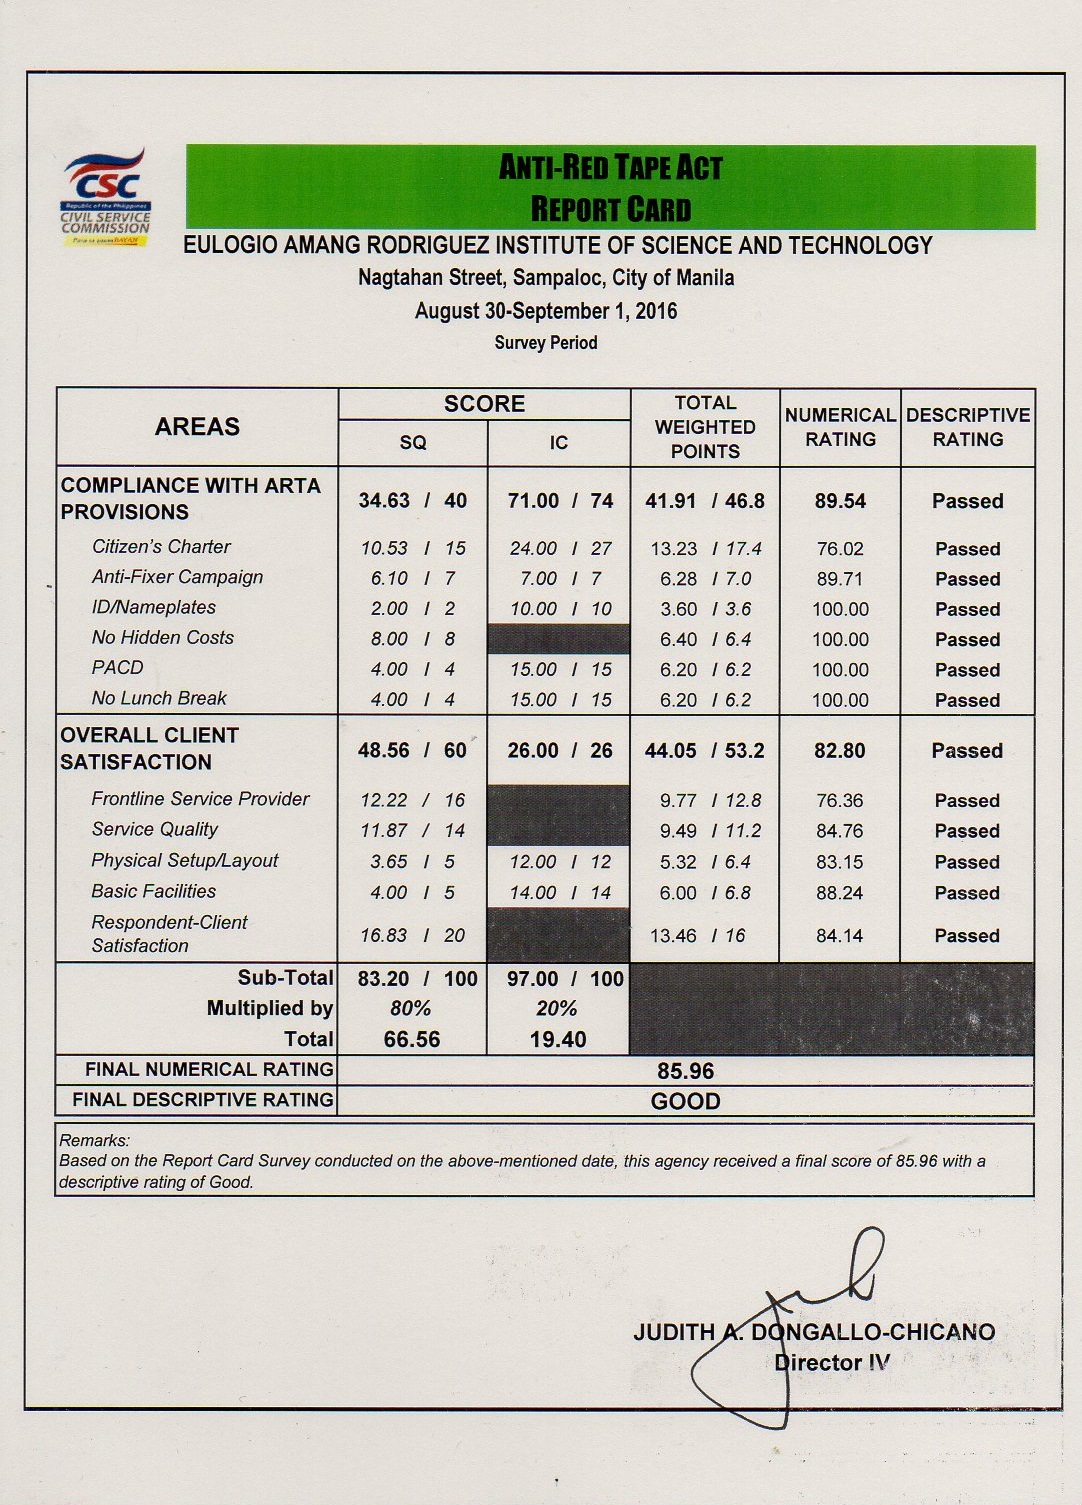 CSC
Republic of the Philippines
CIVIL SERVICE
COMMISSION
ANTI-RED TAPE ACT
REPORT CARD
EULOGIO AMANG RODRIGUEZ INSTITUTE OF SCIENCE AND TECHNOLOGY
Nagtahan Street, Sampaloc, City of Manila
August 30-September 1, 2016
Survey Period
AREAS SCORE TOTAL WEIGHTED POINTS NUMERICAL RATING DESCRIPTIVE RATING
SQ IC
COMPLIANCE WITH ARTA PROVISIONS 34.63 / 40 71.00 / 74 41.91 / 46.8 89.54 Passed
Citizen's Charter 10.53 / 15 24.00 / 27 13.23 / 17.4 76.02 Passed
Anti-Fixer Campaign 6.10 / 7 7.00 / 7 6.28 / 7.0 89.71 Passed
ID/Nameplates 2.00 / 2 10.00 / 10 3.60 / 3.6 100.00 Passed
No Hidden Costs 8.00 / 8 6.40 / 6.4 100.00 Passed
PACD 4.00 / 4 15.00 / 15 6.20 / 6.2 100.00 Passed
No Lunch Break 4.00 / 4 15.00 / 15 6.20 / 6.2 100.00 Passed
OVERALL CLIENT SATISFACTION 48.56 / 60 26.00 / 26 44.05 / 53.2 82.80 Passed
Frontline Service Provider 12.22 / 16 9.77 / 12.8 76.36 Passed
Service Quality 11.87 / 14 9.49 / 11.2 84.76 Passed
Physical Setup/Layout 3.65 / 5 12.00 / 12 5.32 / 6.4 83.15 Passed
Basic Facilities 4.00 / 5 14.00 / 14 6.00 / 6.8 88.24 Passed
Respondent-Client Satisfaction 16.83 / 20 13.46 / 16 84.14 Passed
Sub-Total 83.20 / 100 97.00 / 100
Multiplied by 80% 20%
Total 66.56 19.40
FINAL NUMERICAL RATING 85.96
FINAL DESCRIPTIVE RATING GOOD
Remarks:
Based on the Report Card Survey conducted on the above-mentioned date, this agency received a final score of 85.96 with a
descriptive rating of Good.
JUDITH A. DONGALLO-CHICANO
Director IV